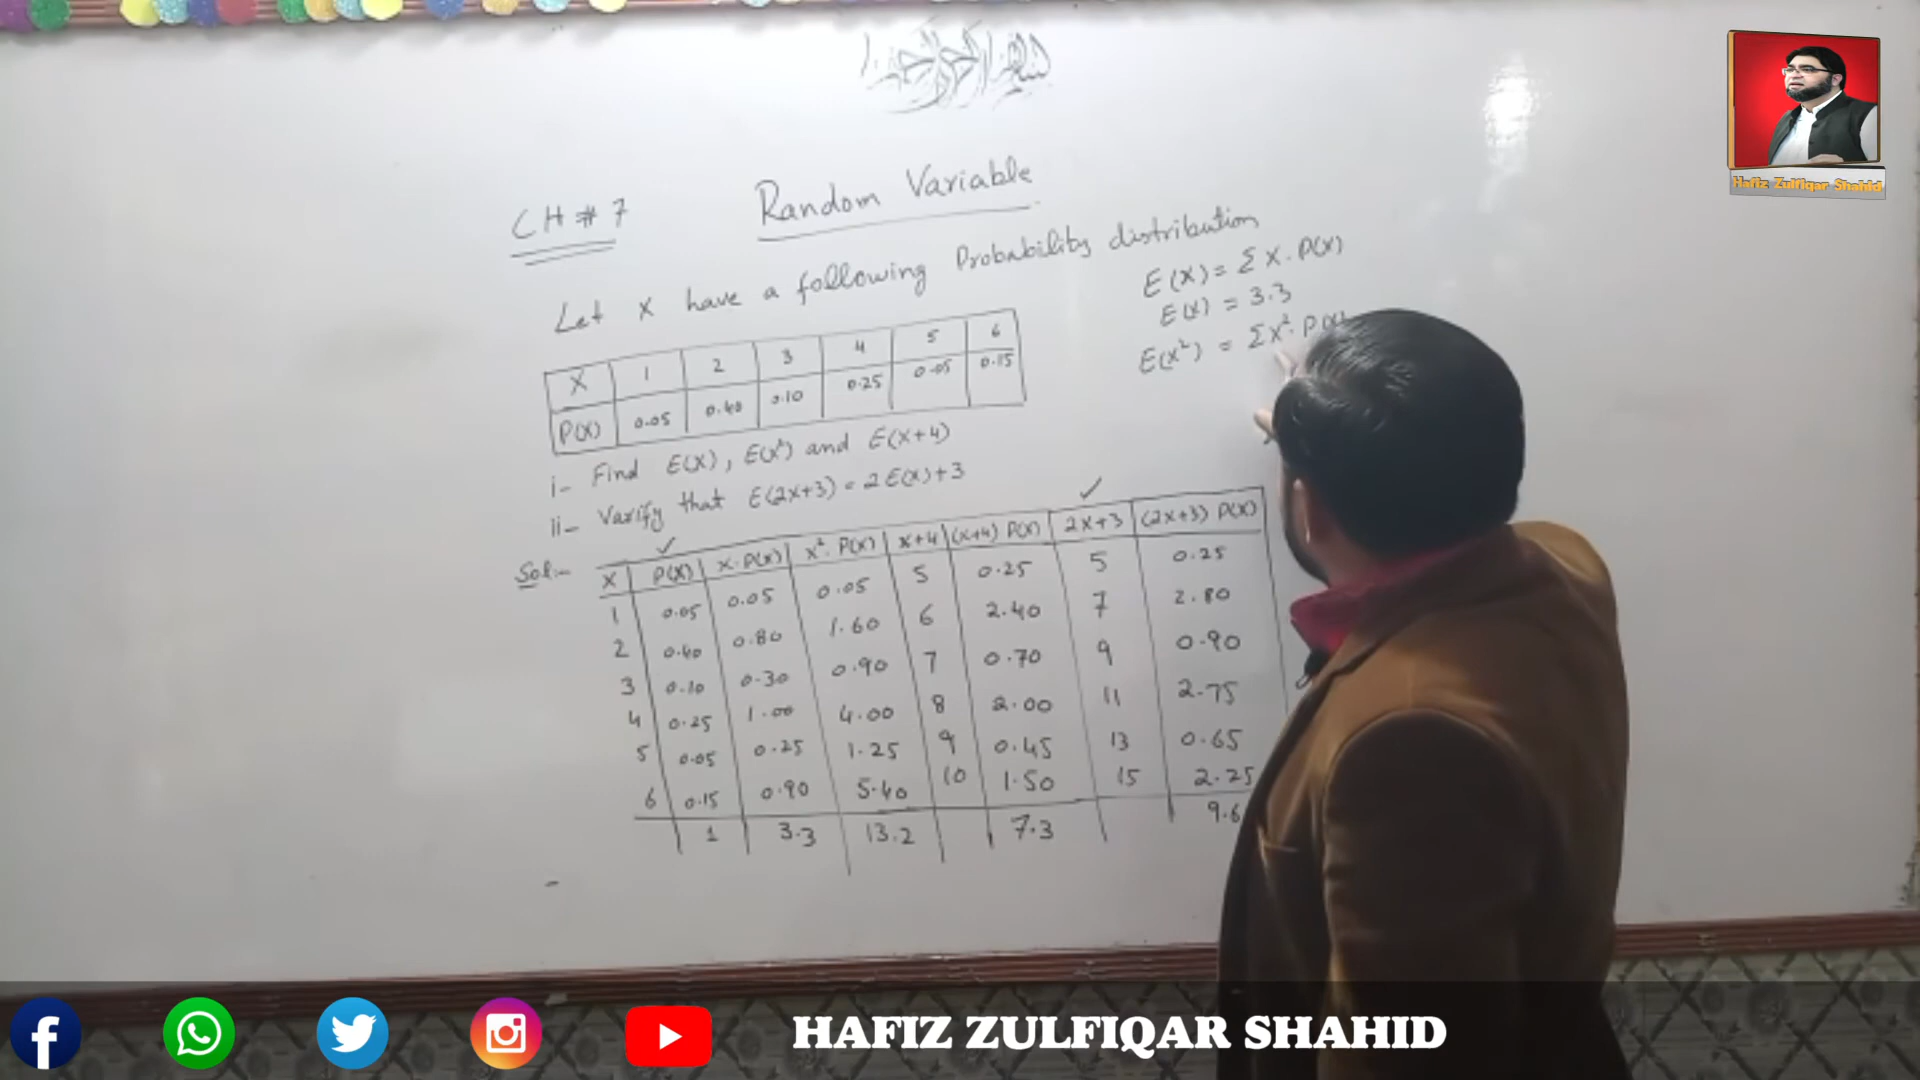 CH # 7
Random Variable
Let X have a following Probability distribution
X 1 2 3 4 5 6
P(X) 0.05 0.40 0.10 0.25 0.05 0.15
i- Find E(X), E(X²) and E(X+4)
ii- Varify that E(2X+3) = 2E(X)+3
E(X) = Σ X. P(X)
E(X) = 3.3
E(X²) = Σ X². P(X)
Sol:-
X P(X) X.P(X) X². P(X) X+4 (X+4) P(X) 2X+3 (2X+3) P(X)
1 0.05 0.05 0.05 5 0.25 5 0.25
2 0.40 0.80 1.60 6 2.40 7 2.80
3 0.10 0.30 0.90 7 0.70 9 0.90
4 0.25 1.00 4.00 8 2.00 11 2.75
5 0.05 0.25 1.25 9 0.45 13 0.65
6 0.15 0.90 5.40 10 1.50 15 2.25
1 3.3 13.2 7.3 9.6
Hafiz Zulfiqar Shahid
HAFIZ ZULFIQAR SHAHID